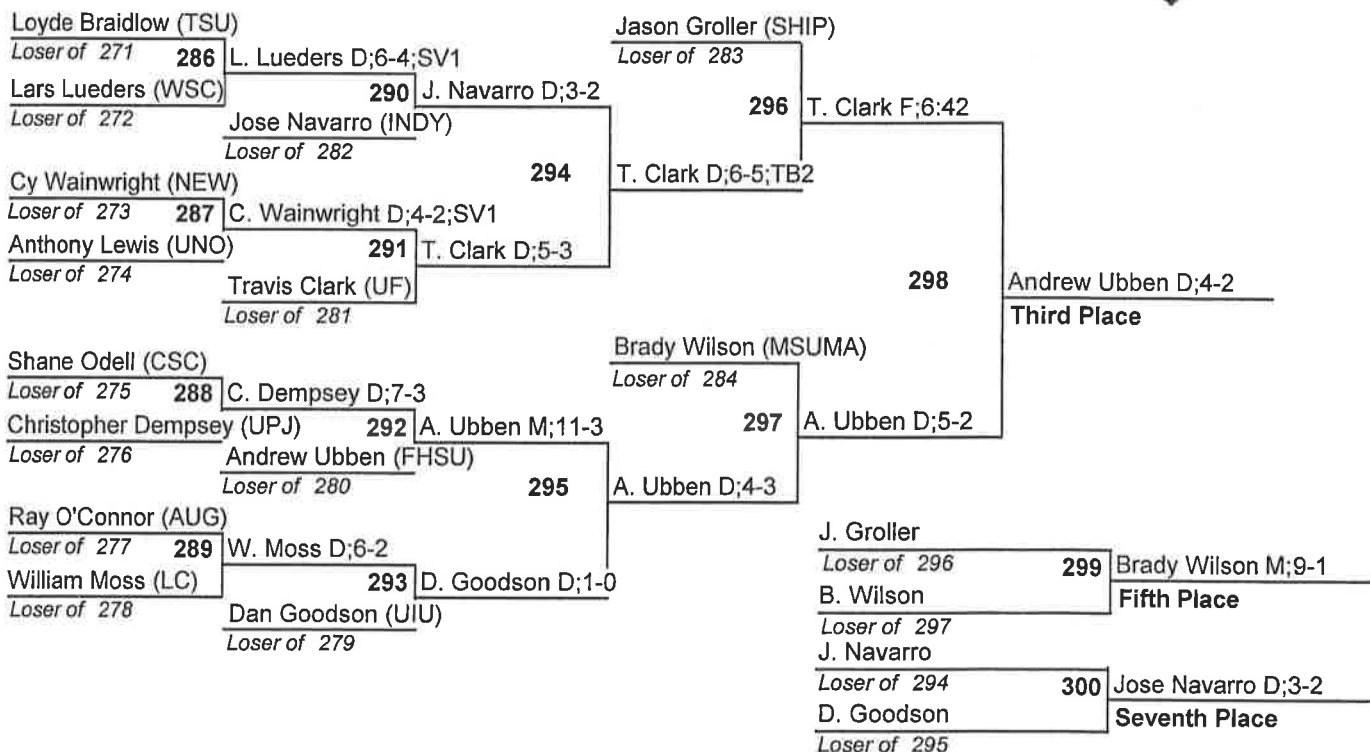 Loyde Braidlow (TSU)
Loser of 271
286
L. Lueders D;6-4;SV1
Lars Lueders (WSC)
Loser of 272
290
J. Navarro D;3-2
Jose Navarro (INDY)
Loser of 282
Cy Wainwright (NEW)
Loser of 273
287
C. Wainwright D;4-2;SV1
Anthony Lewis (UNO)
Loser of 274
291
T. Clark D;5-3
Travis Clark (UF)
Loser of 281
294
T. Clark D;6-5;TB2
Jason Groller (SHIP)
Loser of 283
296
T. Clark F;6:42
Shane Odell (CSC)
Loser of 275
288
C. Dempsey D;7-3
Christopher Dempsey (UPJ)
Loser of 276
292
A. Ubben M;11-3
Andrew Ubben (FHSU)
Loser of 280
Ray O'Connor (AUG)
Loser of 277
289
W. Moss D;6-2
William Moss (LC)
Loser of 278
293
D. Goodson D;1-0
Dan Goodson (UIU)
Loser of 279
295
A. Ubben D;4-3
Brady Wilson (MSUMA)
Loser of 284
297
A. Ubben D;5-2
298
Andrew Ubben D;4-2
Third Place
J. Groller
Loser of 296
299
Brady Wilson M;9-1
B. Wilson
Fifth Place
Loser of 297
J. Navarro
Loser of 294
300
Jose Navarro D;3-2
D. Goodson
Seventh Place
Loser of 295